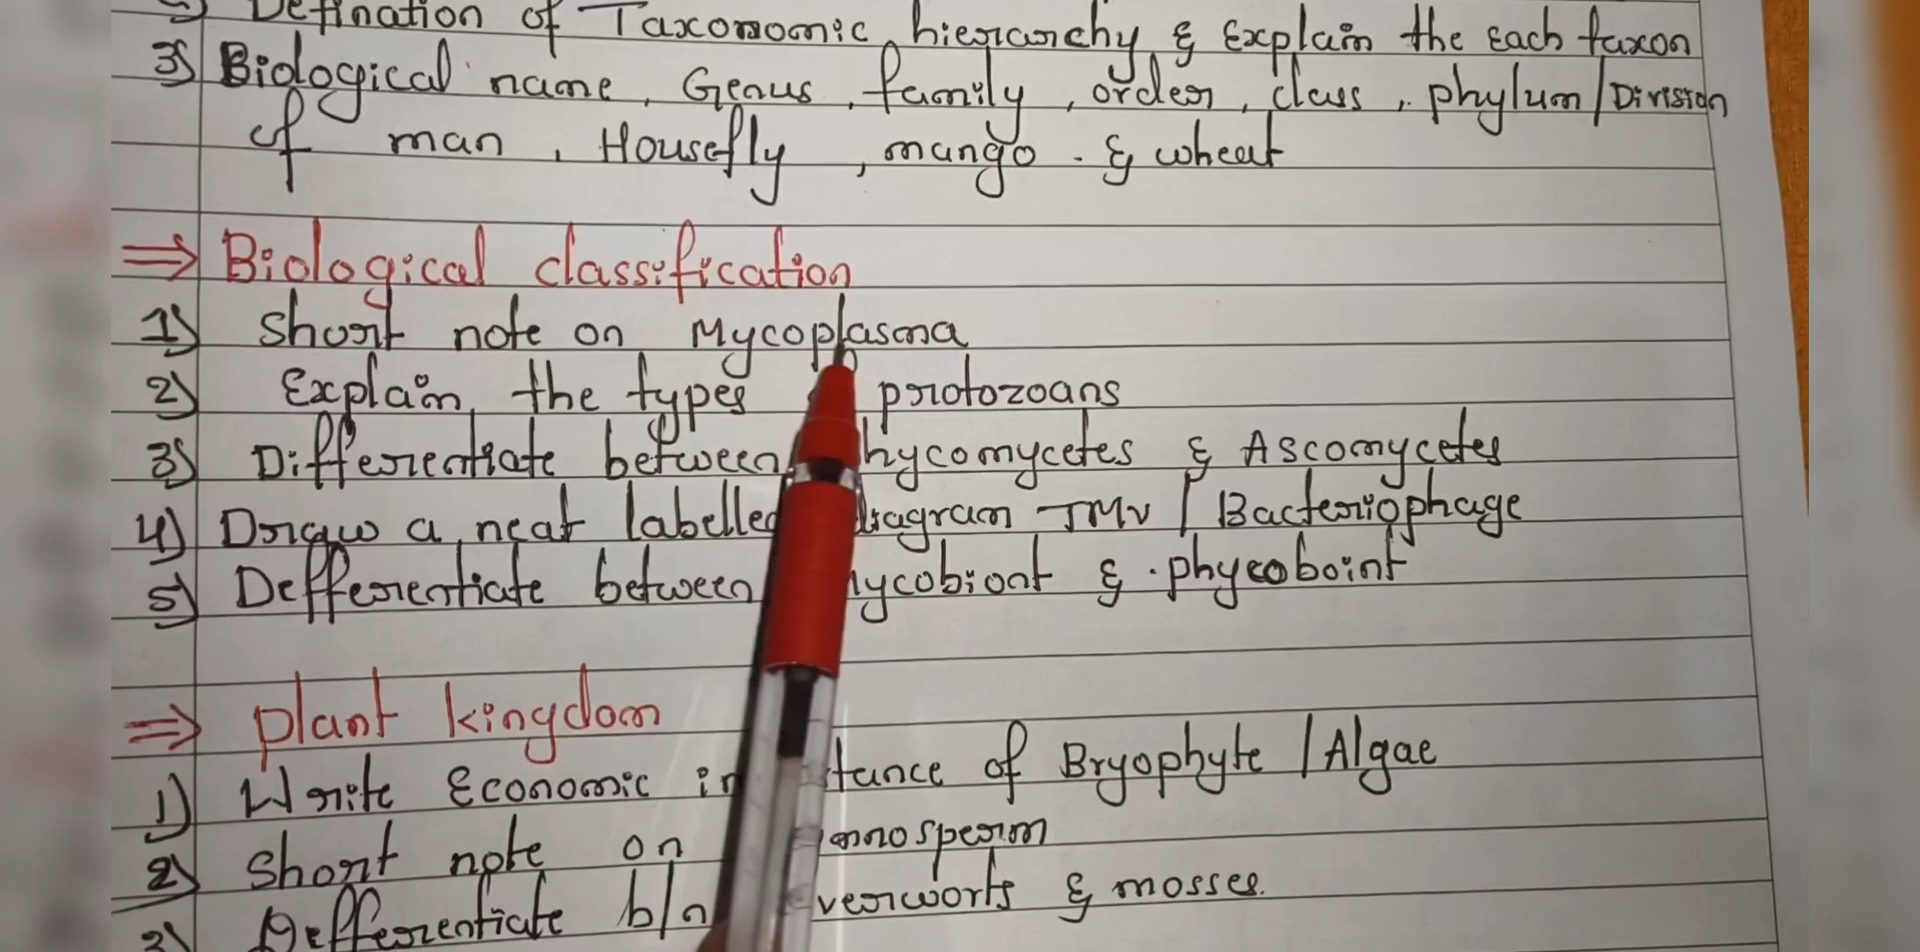 Defination of Taxonomic hierarchy & Explain the each taxon
3) Biological name, Genus, family, order, class, phylum/Division
of man, Housefly, mango & wheat
⇒ Biological classification
1) Short note on Mycoplasma
2) Explain the types protozoans
3) Differentiate between hycomycetes & Ascomycetes
4) Draw a neat labelled diagram TMV / Bacteriophage
5) Defferentiate between ycobiont & phycoboint
⇒ plant kingdom
1) Write Economic tance of Bryophyte / Algae
2) Short note on mnosperm
3) Defferentiate b/n verworts & mosses.